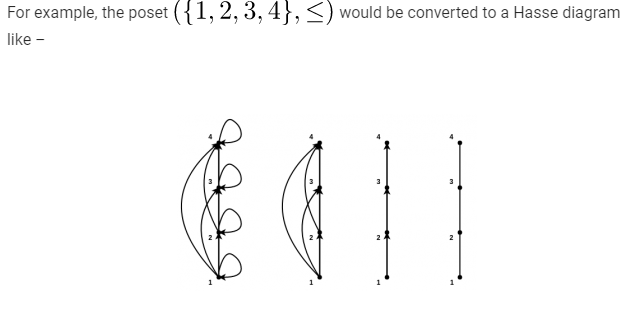 For example, the poset ({1, 2, 3, 4}, ≤) would be converted to a Hasse diagram
like –
4 4 4 4
3 3 3 3
2 2 2 2
1 1 1 1